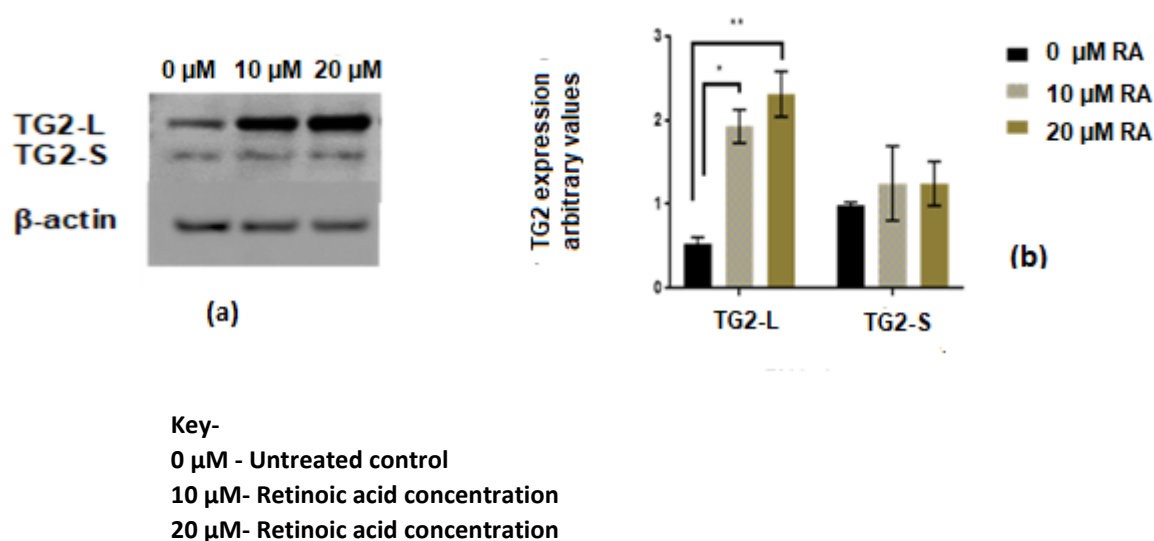 0 µM 10 µM 20 µM
TG2-L
TG2-S
β-actin
(a)
TG2 expression
arbitrary values
3
2
1
0
**
*
TG2-L TG2-S
0 µM RA
10 µM RA
20 µM RA
(b)
Key-
0 µM - Untreated control
10 µM- Retinoic acid concentration
20 µM- Retinoic acid concentration